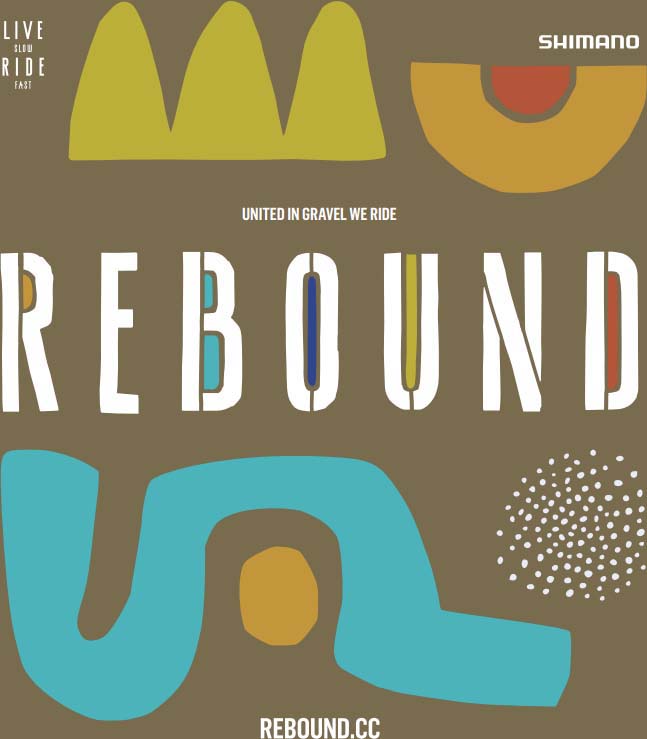 LIVE
SLOW
RIDE
FAST
SHIMANO
UNITED IN GRAVEL WE RIDE
REBOUND
REBOUND.CC